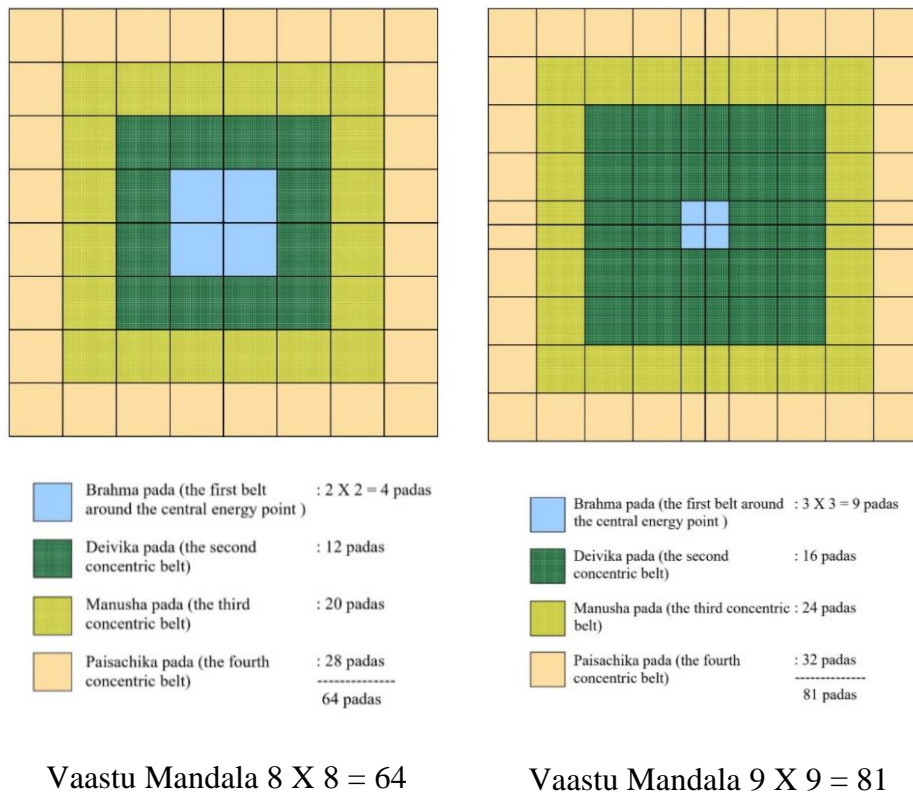 Brahma pada (the first belt : 2 X 2 = 4 padas
around the central energy point )
Deivika pada (the second : 12 padas
concentric belt)
Manusha pada (the third : 20 padas
concentric belt)
Paisachika pada (the fourth : 28 padas
concentric belt) --------------
64 padas
Vaastu Mandala 8 X 8 = 64
Brahma pada (the first belt around : 3 X 3 = 9 padas
the central energy point )
Deivika pada (the second : 16 padas
concentric belt)
Manusha pada (the third concentric : 24 padas
belt)
Paisachika pada (the fourth : 32 padas
concentric belt) --------------
81 padas
Vaastu Mandala 9 X 9 = 81